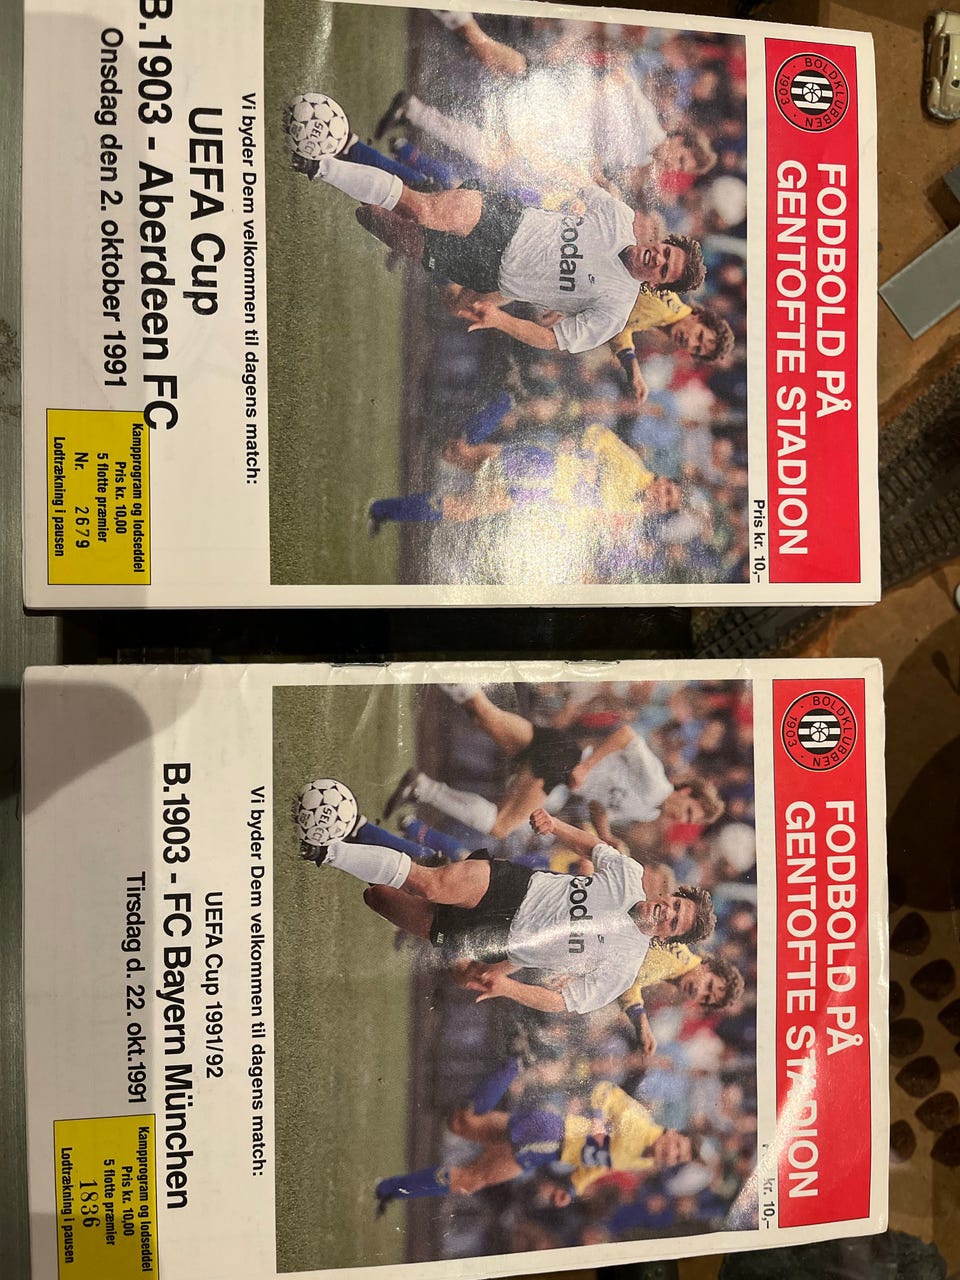 BOLDKLUBBEN
1903
FODBOLD PÅ
GENTOFTE STADION
Pris kr. 10,–
SELECT
Codan
Vi byder Dem velkommen til dagens match:
UEFA Cup
B.1903 - Aberdeen FC
Onsdag den 2. oktober 1991
Kampprogram og lodseddel
Pris kr. 10,00
5 flotte præmier
Nr. 2679
Lodtrækning i pausen
BOLDKLUBBEN
1903
FODBOLD PÅ
GENTOFTE STADION
kr. 10,–
SELECT
Codan
Vi byder Dem velkommen til dagens match:
UEFA Cup 1991/92
B.1903 - FC Bayern München
Tirsdag d. 22. okt.1991
Kampprogram og lodseddel
Pris kr. 10,00
5 flotte præmier
1836
Lodtrækning i pausen